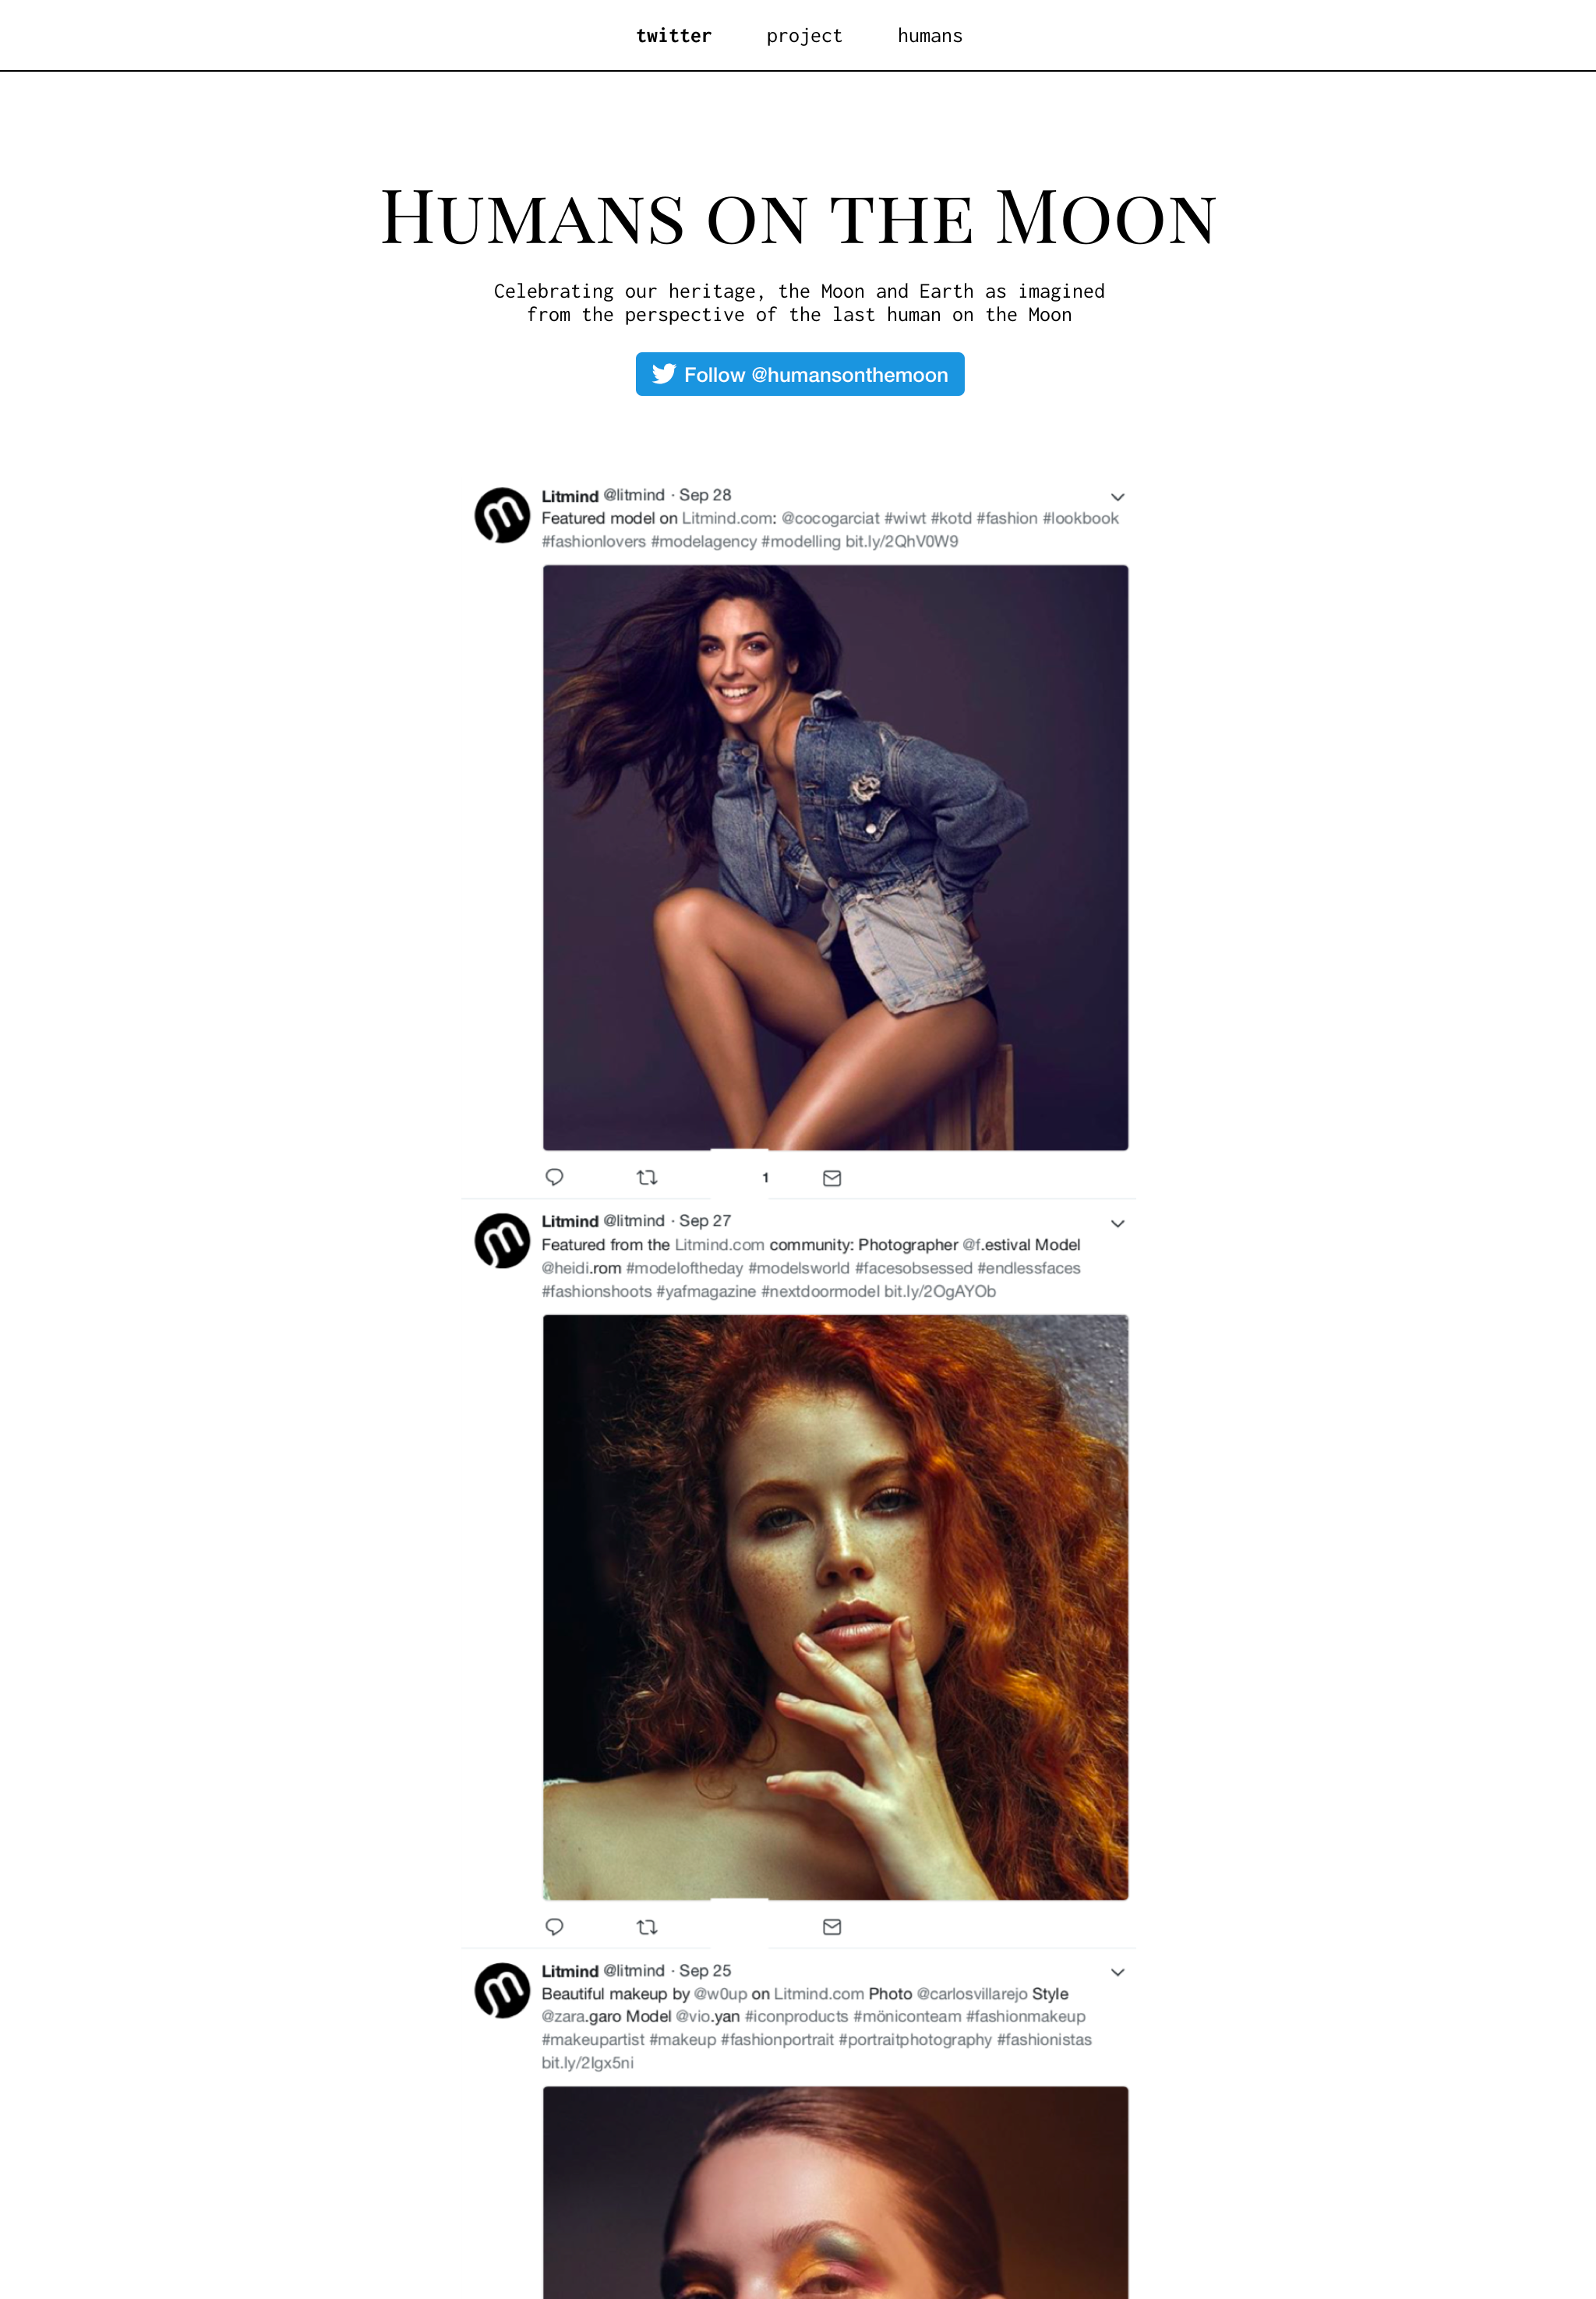 twitter project humans
Humans on the Moon
Celebrating our heritage, the Moon and Earth as imagined
from the perspective of the last human on the Moon
Follow @humansonthemoon
Litmind @litmind · Sep 28
Featured model on Litmind.com: @cocogarciat #wiwt #kotd #fashion #lookbook
#fashionlovers #modelagency #modelling bit.ly/2QhV0W9
1
Litmind @litmind · Sep 27
Featured from the Litmind.com community: Photographer @f.estival Model
@heidi.rom #modeloftheday #modelsworld #facesobsessed #endlessfaces
#fashionshoots #yafmagazine #nextdoormodel bit.ly/2OgAYOb
Litmind @litmind · Sep 25
Beautiful makeup by @w0up on Litmind.com Photo @carlosvillarejo Style
@zara.garo Model @vio.yan #iconproducts #möniconteam #fashionmakeup
#makeupartist #makeup #fashionportrait #portraitphotography #fashionistas
bit.ly/2Igx5ni